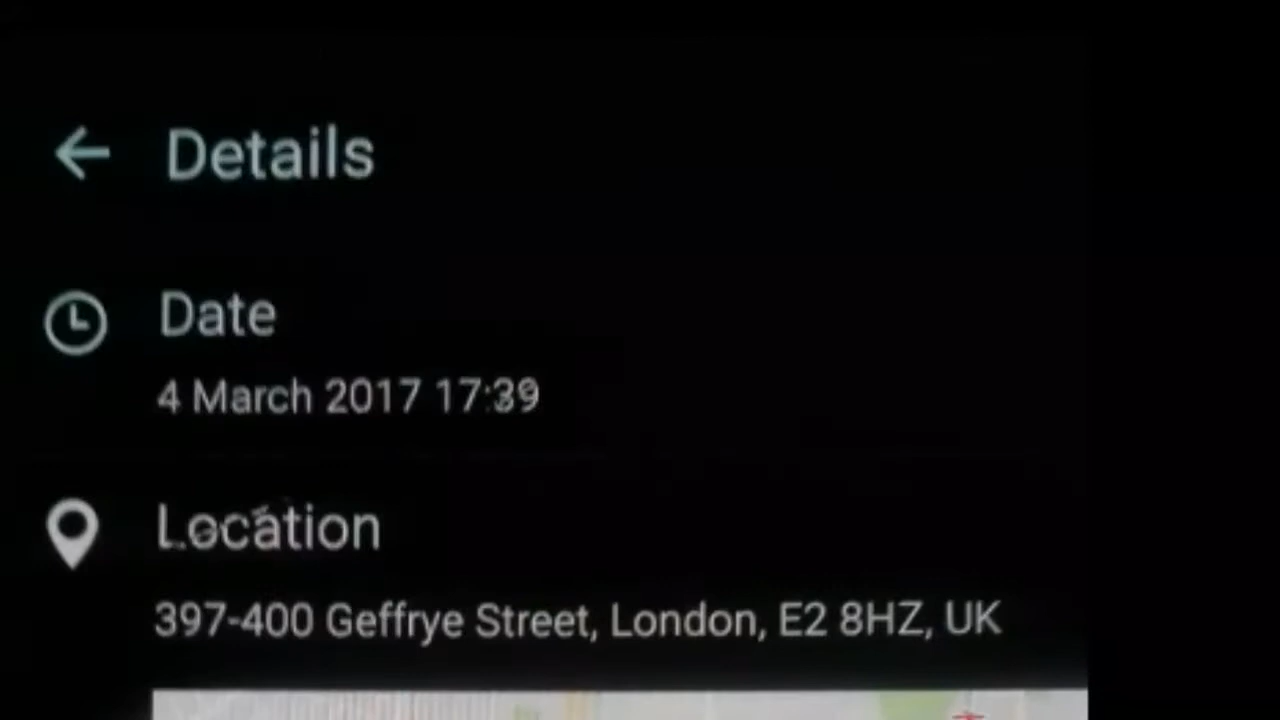 Details
Date
4 March 2017 17:39
Location
397-400 Geffrye Street, London, E2 8HZ, UK